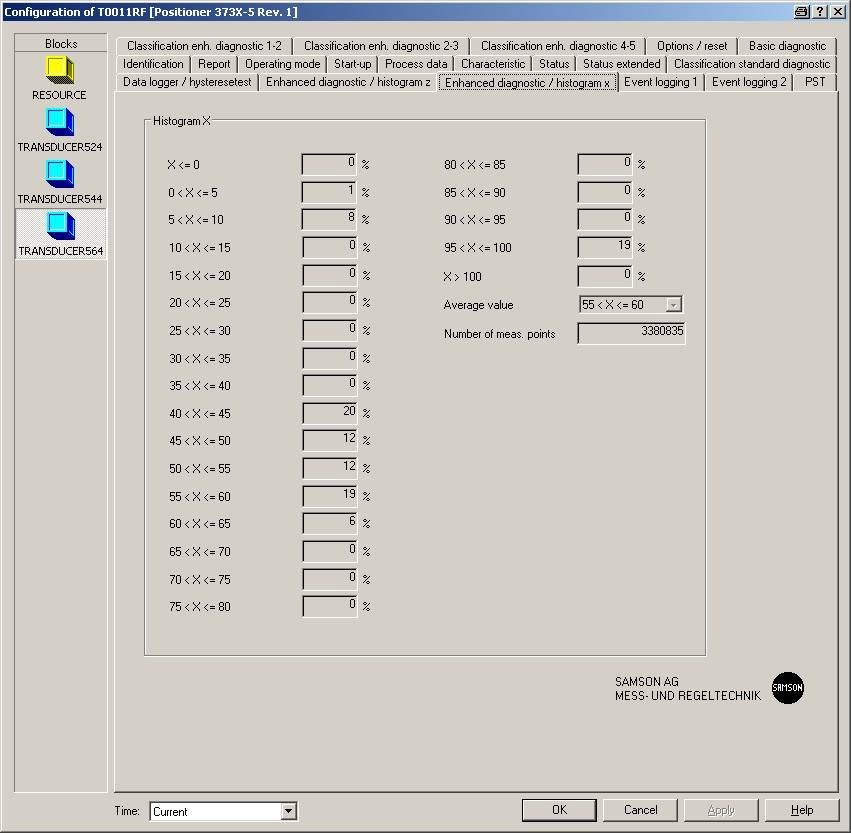 Configuration of T0011RF [Positioner 373X-5 Rev. 1]
Blocks
RESOURCE
TRANSDUCER524
TRANSDUCER544
TRANSDUCER564
Classification enh. diagnostic 1-2 Classification enh. diagnostic 2-3 Classification enh. diagnostic 4-5 Options / reset Basic diagnostic
Identification Report Operating mode Start-up Process data Characteristic Status Status extended Classification standard diagnostic
Data logger / hysteresetest Enhanced diagnostic / histogram z Enhanced diagnostic / histogram x Event logging 1 Event logging 2 PST
Histogram X
X <= 0 0 %
0 < X <= 5 1 %
5 < X <= 10 8 %
10 < X <= 15 0 %
15 < X <= 20 0 %
20 < X <= 25 0 %
25 < X <= 30 0 %
30 < X <= 35 0 %
35 < X <= 40 0 %
40 < X <= 45 20 %
45 < X <= 50 12 %
50 < X <= 55 12 %
55 < X <= 60 19 %
60 < X <= 65 6 %
65 < X <= 70 0 %
70 < X <= 75 0 %
75 < X <= 80 0 %
80 < X <= 85 0 %
85 < X <= 90 0 %
90 < X <= 95 0 %
95 < X <= 100 19 %
X > 100 0 %
Average value 55 < X <= 60
Number of meas. points 3380835
SAMSON AG
MESS- UND REGELTECHNIK
SAMSON
Time: Current
OK Cancel Apply Help